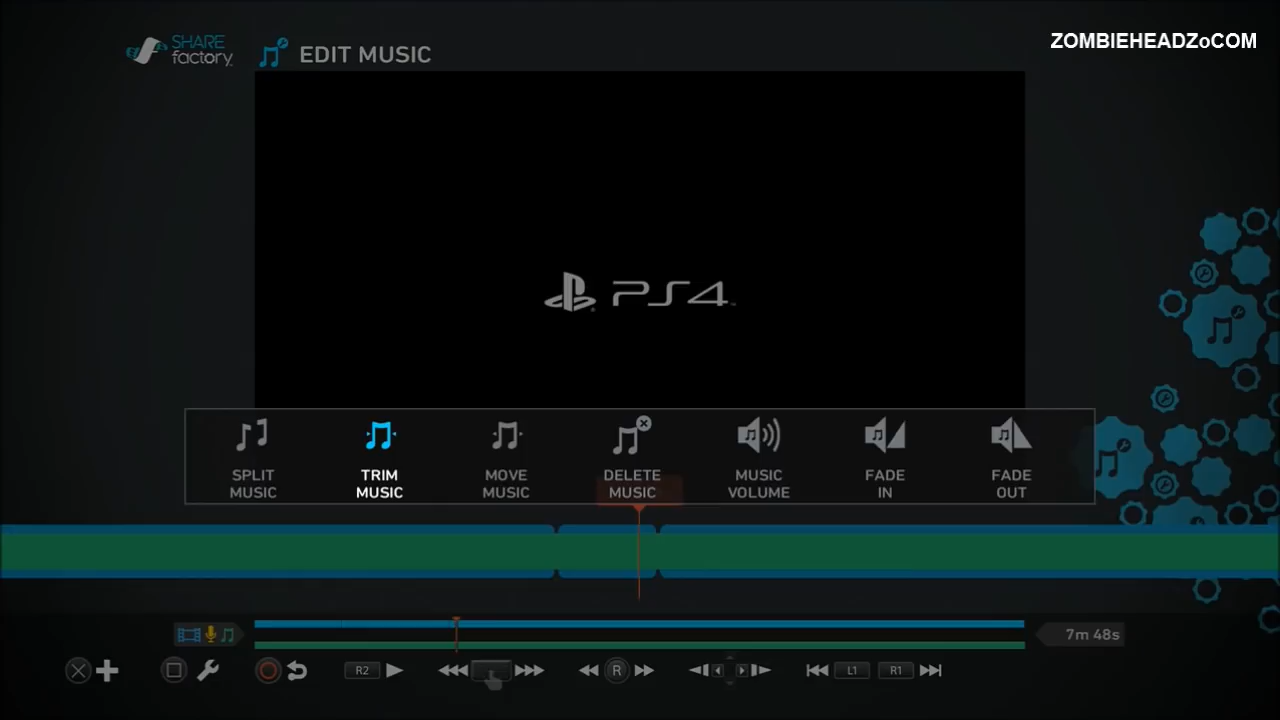 SHARE
factory
EDIT MUSIC
ZOMBIEHEADZoCOM
PS4
SPLIT
MUSIC
TRIM
MUSIC
MOVE
MUSIC
DELETE
MUSIC
MUSIC
VOLUME
FADE
IN
FADE
OUT
7m 48s
R2
R
L1
R1